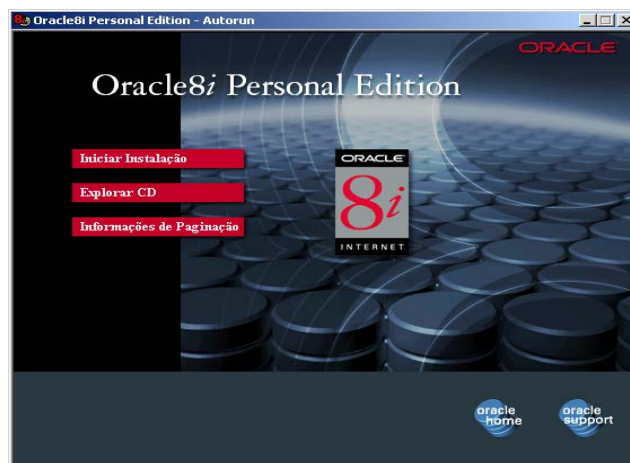 Oracle8i Personal Edition - Autorun
ORACLE
Oracle8i Personal Edition
Iniciar Instalação
Explorar CD
Informações de Paginação
ORACLE
8i
INTERNET
oracle
home
oracle
support